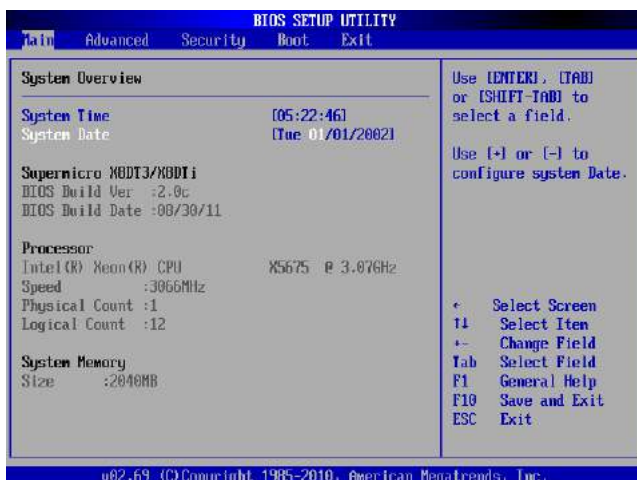 BIOS SETUP UTILITY
Main Advanced Security Boot Exit
System Overview
System Time [05:22:46]
System Date [Tue 01/01/2002]
Supermicro X8DT3/X8DTi
BIOS Build Ver :2.0c
BIOS Build Date :08/30/11
Processor
Intel(R) Xeon(R) CPU X5675 @ 3.07GHz
Speed :3066MHz
Physical Count :1
Logical Count :12
System Memory
Size :2040MB
Use [ENTER], [TAB]
or [SHIFT-TAB] to
select a field.
Use [+] or [-] to
configure system Date.
← Select Screen
↑↓ Select Item
+- Change Field
Tab Select Field
F1 General Help
F10 Save and Exit
ESC Exit
v02.69 (C)Copyright 1985-2010, American Megatrends, Inc.